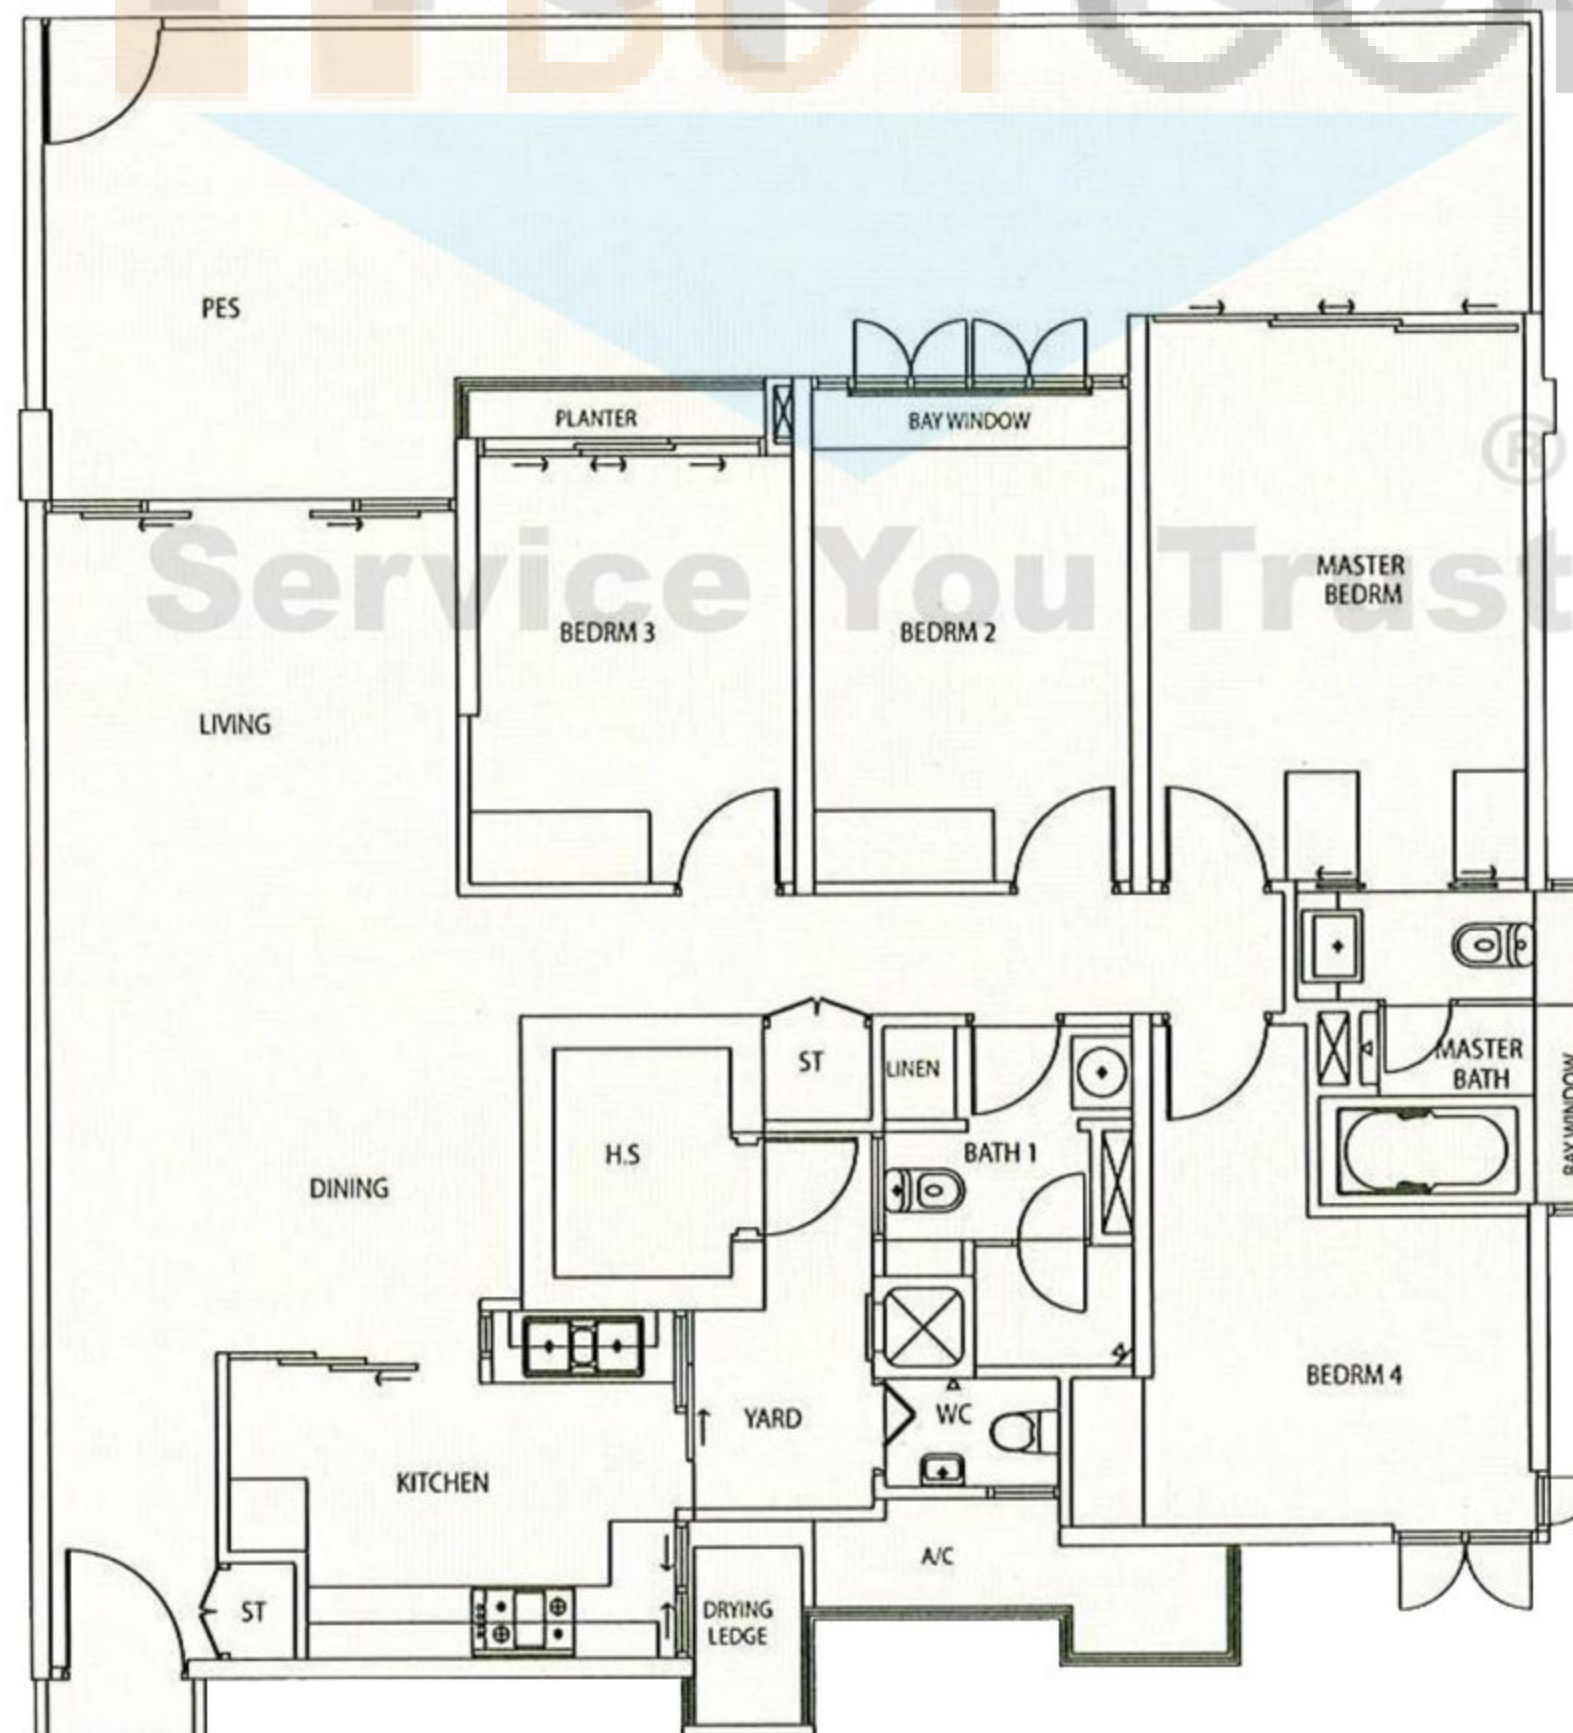 PES
PLANTER
BAY WINDOW
®
Service You Trust
MASTER
BEDRM
BEDRM 3
BEDRM 2
LIVING
ST
LINEN
MASTER
BATH
BAY WINDOW
H.S
BATH 1
DINING
BEDRM 4
YARD
WC
KITCHEN
A/C
ST
DRYING
LEDGE